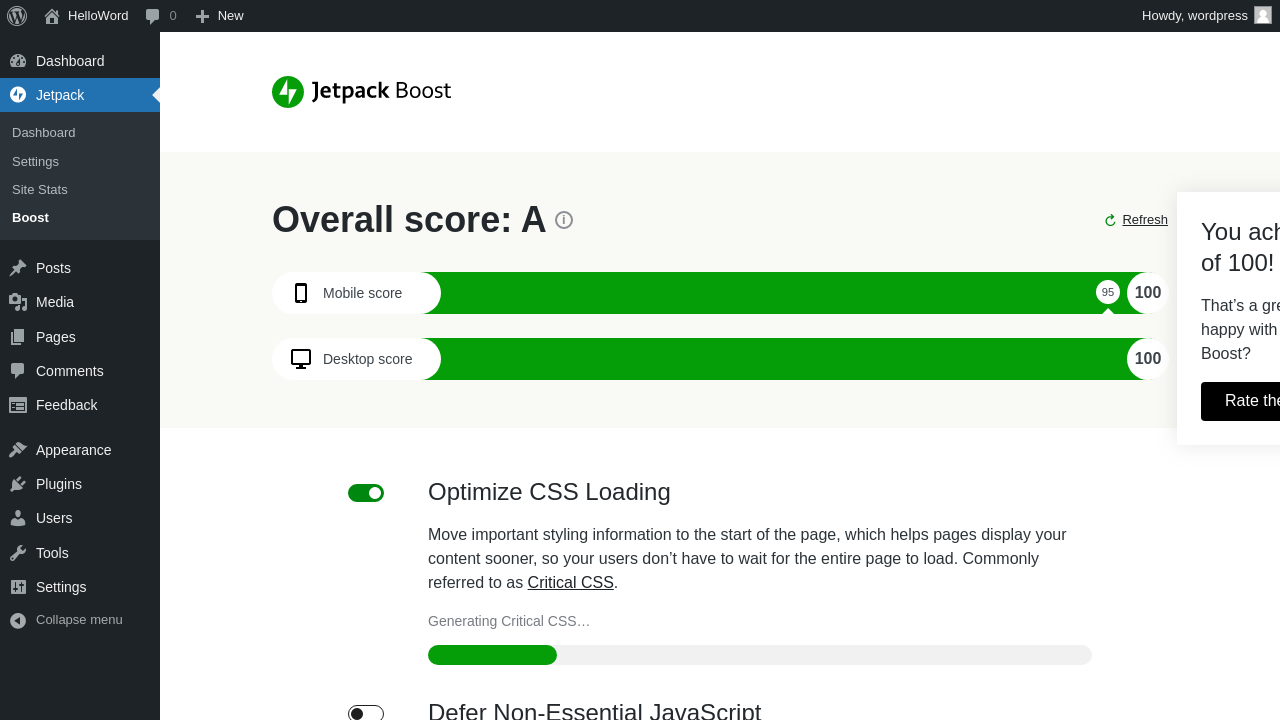 HelloWord
0
New
Howdy, wordpress
Dashboard
Jetpack
Dashboard
Settings
Site Stats
Boost
Posts
Media
Pages
Comments
Feedback
Appearance
Plugins
Users
Tools
Settings
Collapse menu
Jetpack Boost
Overall score: A
Refresh
Mobile score
95
100
Desktop score
100
You ach
of 100!
That’s a gre
happy with
Boost?
Rate the
Optimize CSS Loading
Move important styling information to the start of the page, which helps pages display your
content sooner, so your users don’t have to wait for the entire page to load. Commonly
referred to as Critical CSS.
Generating Critical CSS…
Defer Non-Essential JavaScript